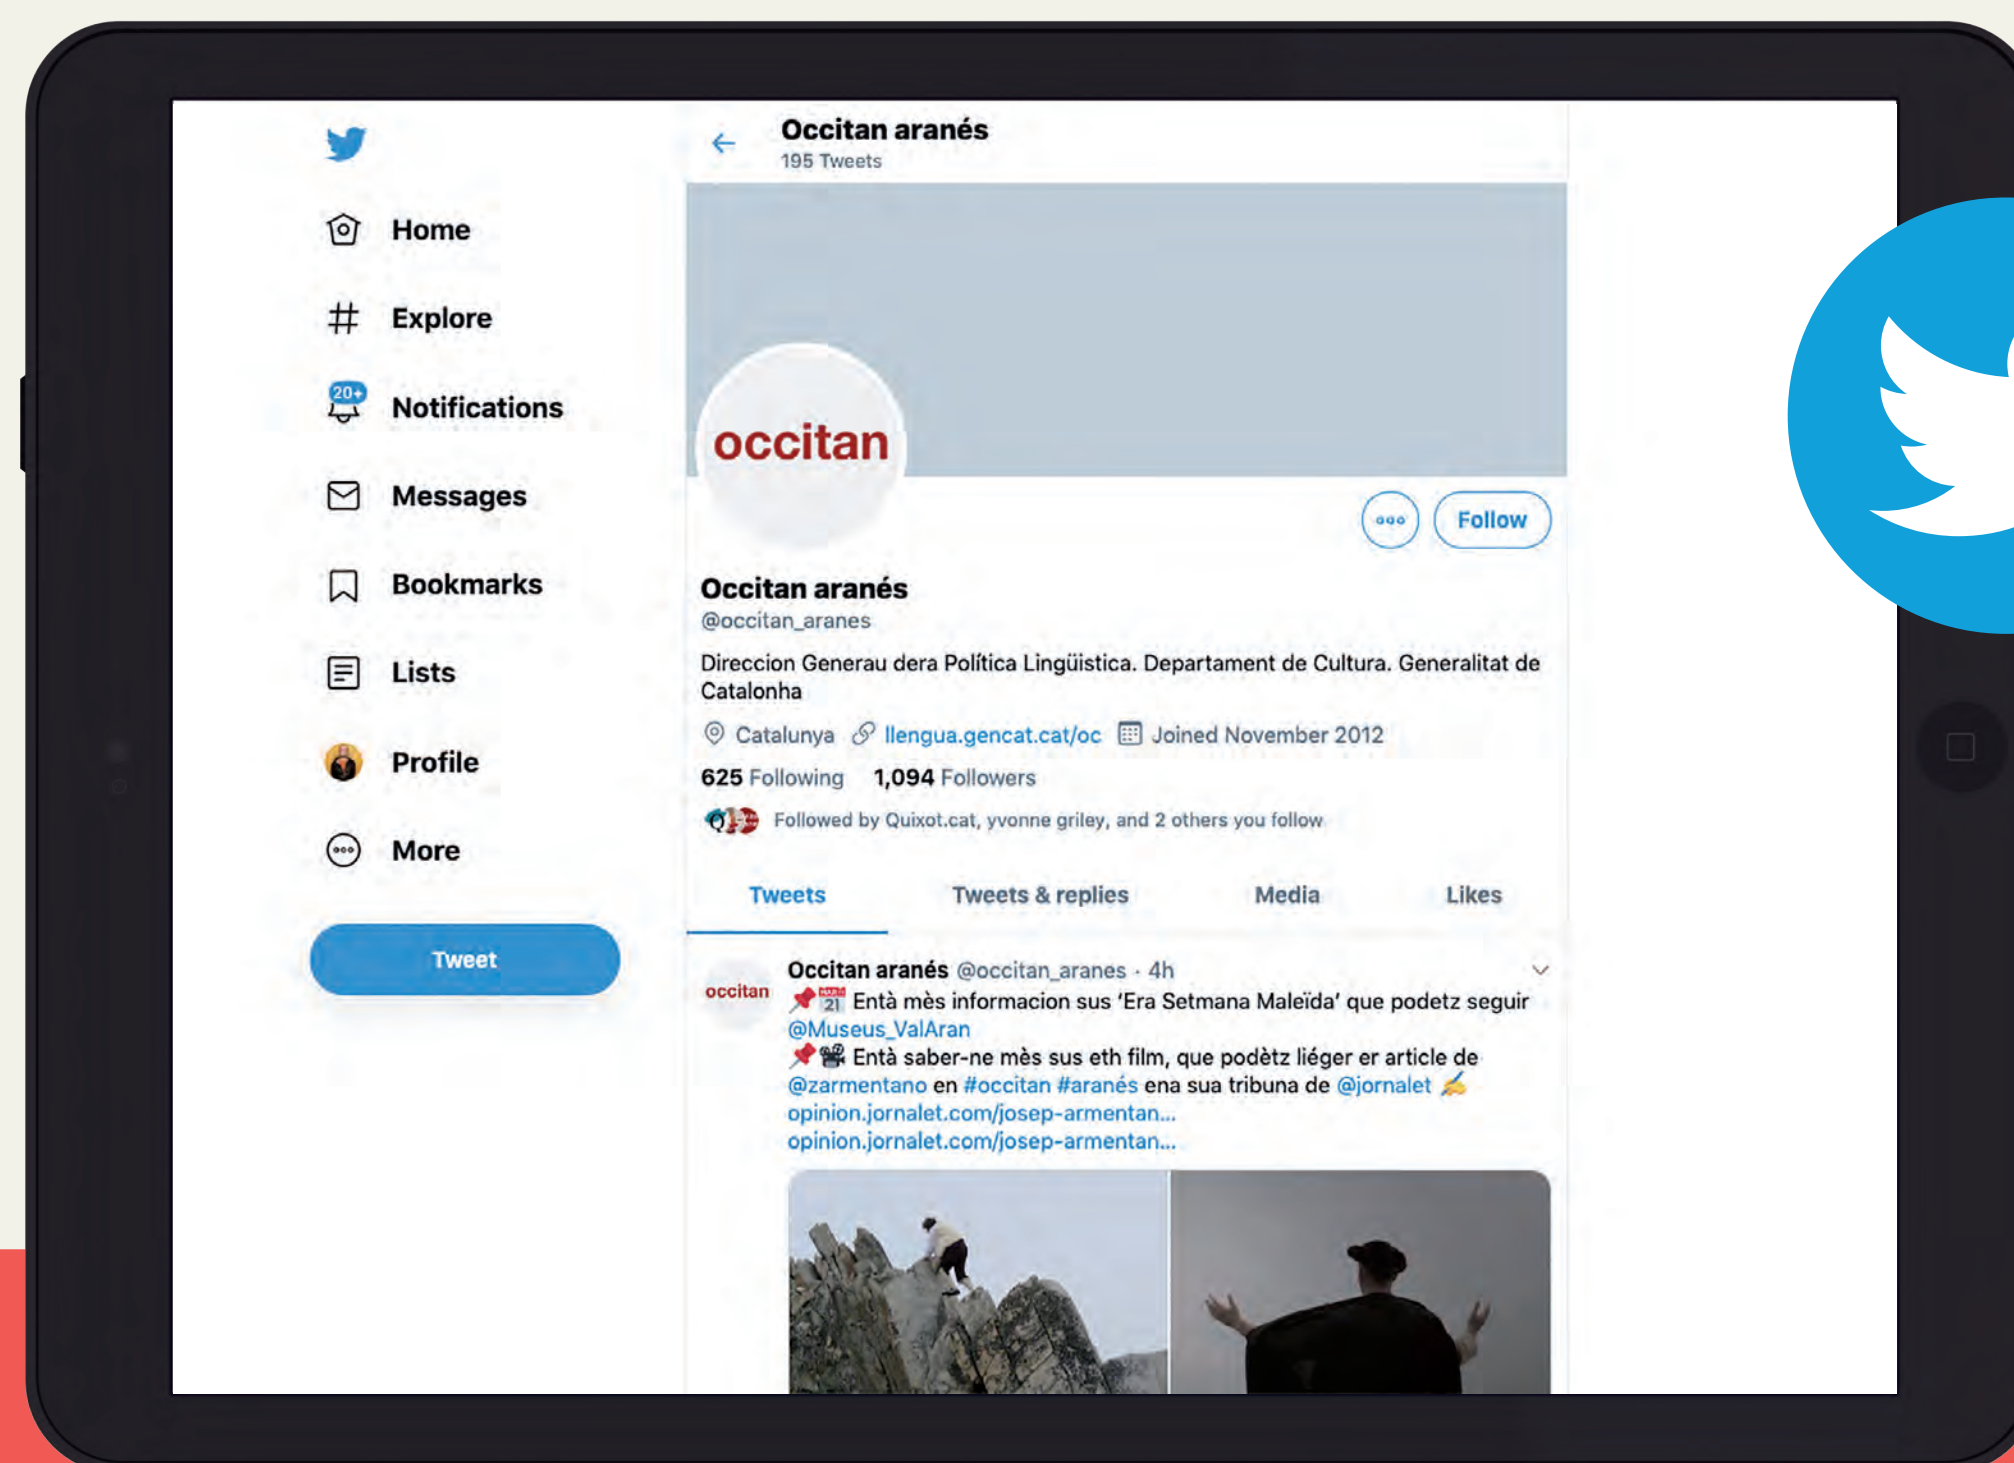 Occitan aranés
195 Tweets
Home
Explore
20+
Notifications
Messages
Bookmarks
Lists
Profile
More
Tweet
occitan
Follow
Occitan aranés
@occitan_aranes
Direccion Generau dera Política Lingüistica. Departament de Cultura. Generalitat de
Catalonha
Catalunya llengua.gencat.cat/oc Joined November 2012
625 Following 1,094 Followers
Followed by Quixot.cat, yvonne griley, and 2 others you follow
Tweets Tweets & replies Media Likes
occitan
Occitan aranés @occitan_aranes · 4h
📌📅 Entà mès informacion sus ‘Era Setmana Maleïda’ que podetz seguir
@Museus_ValAran
📌📽 Entà saber-ne mès sus eth film, que podètz liéger er article de
@zarmentano en #occitan #aranés ena sua tribuna de @jornalet ✍
opinion.jornalet.com/josep-armentan...
opinion.jornalet.com/josep-armentan...